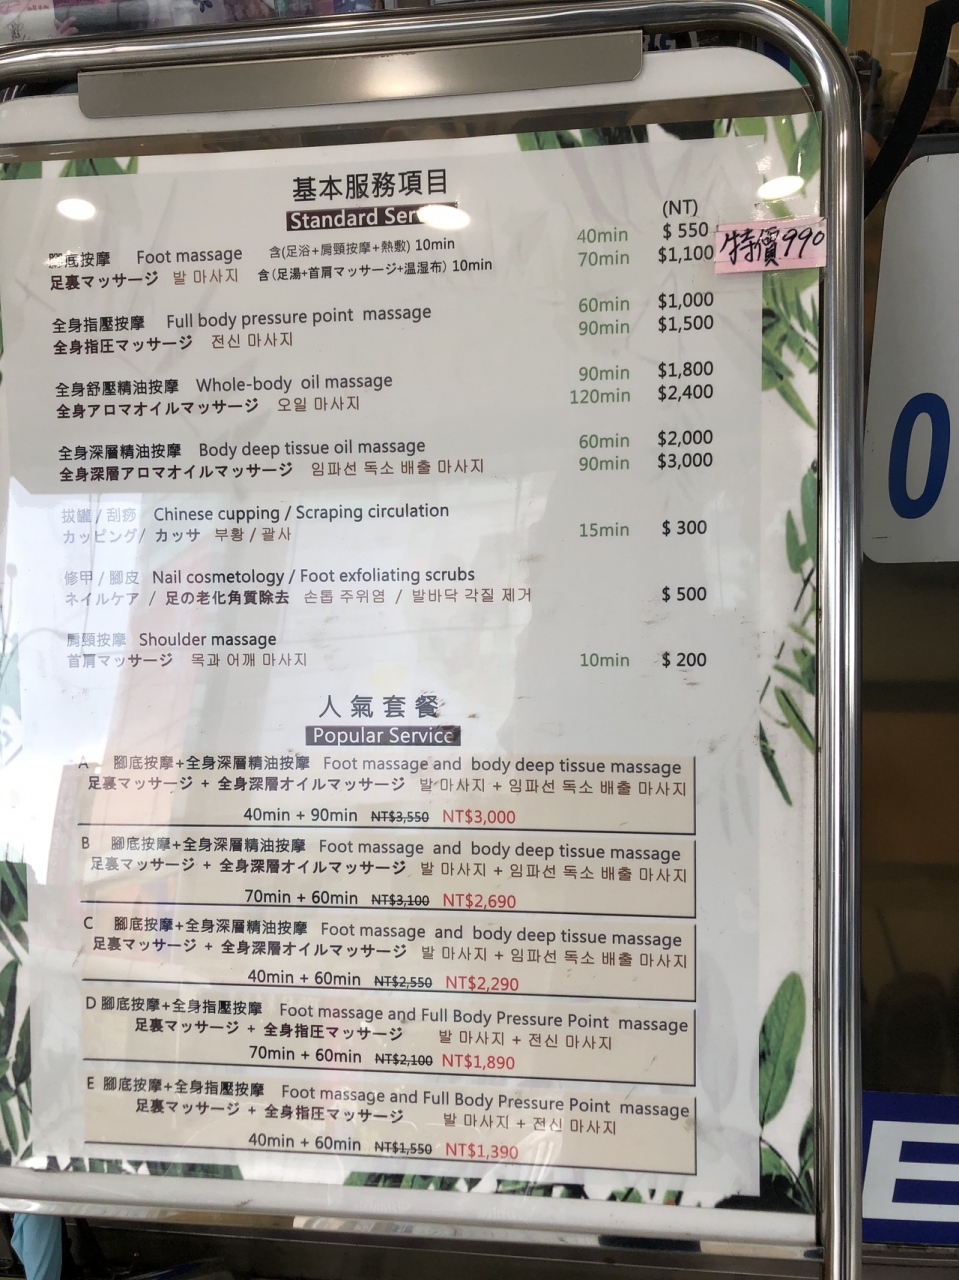 基本服務項目
Standard Ser
(NT)
腳底按摩 Foot massage 含(足浴+肩頸按摩+熱敷) 10min 40min $ 550
足裏マッサージ 발 마사지 含(足湯+首肩マッサージ+温湿布) 10min 70min $1,100 特價990
全身指壓按摩 Full body pressure point massage 60min $1,000
全身指圧マッサージ 전신 마사지 90min $1,500
全身舒壓精油按摩 Whole-body oil massage 90min $1,800
全身アロマオイルマッサージ 오일 마사지 120min $2,400
全身深層精油按摩 Body deep tissue oil massage 60min $2,000
全身深層アロマオイルマッサージ 임파선 독소 배출 마사지 90min $3,000
拔罐 / 刮痧 Chinese cupping / Scraping circulation
カッピング/ カッサ 부황 / 괄사 15min $ 300
修甲 / 腳皮 Nail cosmetology / Foot exfoliating scrubs
ネイルケア / 足の老化角質除去 손톱 주위염 / 발바닥 각질 제거 $ 500
肩頸按摩 Shoulder massage
首肩マッサージ 목과 어깨 마사지 10min $ 200
人氣套餐
Popular Service
A 腳底按摩+全身深層精油按摩 Foot massage and body deep tissue massage
足裏マッサージ + 全身深層オイルマッサージ 발 마사지 + 임파선 독소 배출 마사지
40min + 90min NT$3,550 NT$3,000
B 腳底按摩+全身深層精油按摩 Foot massage and body deep tissue massage
足裏マッサージ + 全身深層オイルマッサージ 발 마사지 + 임파선 독소 배출 마사지
70min + 60min NT$3,100 NT$2,690
C 腳底按摩+全身深層精油按摩 Foot massage and body deep tissue massage
足裏マッサージ + 全身深層オイルマッサージ 발 마사지 + 임파선 독소 배출 마사지
40min + 60min NT$2,550 NT$2,290
D 腳底按摩+全身指壓按摩 Foot massage and Full Body Pressure Point massage
足裏マッサージ + 全身指圧マッサージ 발 마사지 + 전신 마사지
70min + 60min NT$2,100 NT$1,890
E 腳底按摩+全身指壓按摩 Foot massage and Full Body Pressure Point massage
足裏マッサージ + 全身指圧マッサージ 발 마사지 + 전신 마사지
40min + 60min NT$1,550 NT$1,390
0
E